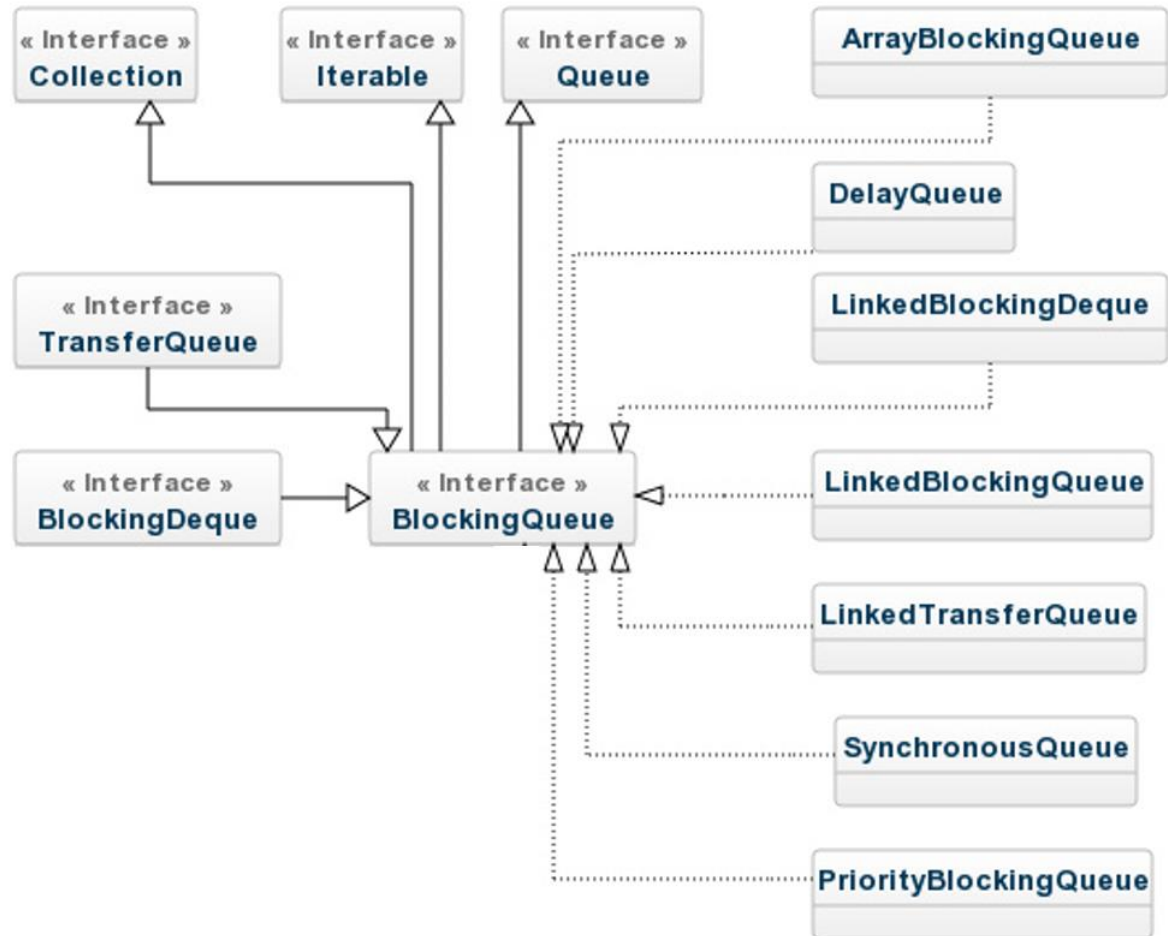 « Interface »
Collection
« Interface »
Iterable
« Interface »
Queue
ArrayBlockingQueue
DelayQueue
« Interface »
TransferQueue
LinkedBlockingDeque
« Interface »
BlockingDeque
« Interface »
BlockingQueue
LinkedBlockingQueue
LinkedTransferQueue
SynchronousQueue
PriorityBlockingQueue